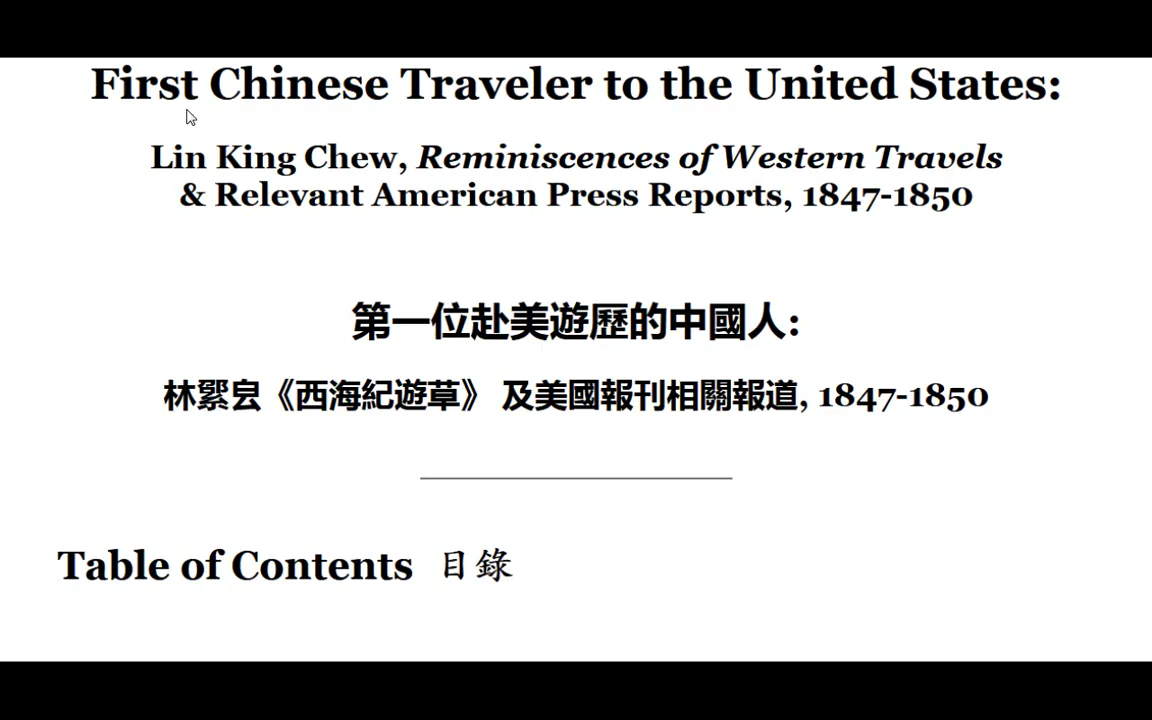 First Chinese Traveler to the United States:
Lin King Chew, Reminiscences of Western Travels
& Relevant American Press Reports, 1847-1850
第一位赴美遊歷的中國人:
林《西海紀遊草》 及美國報刊相關報道, 1847-1850
Table of Contents 目錄